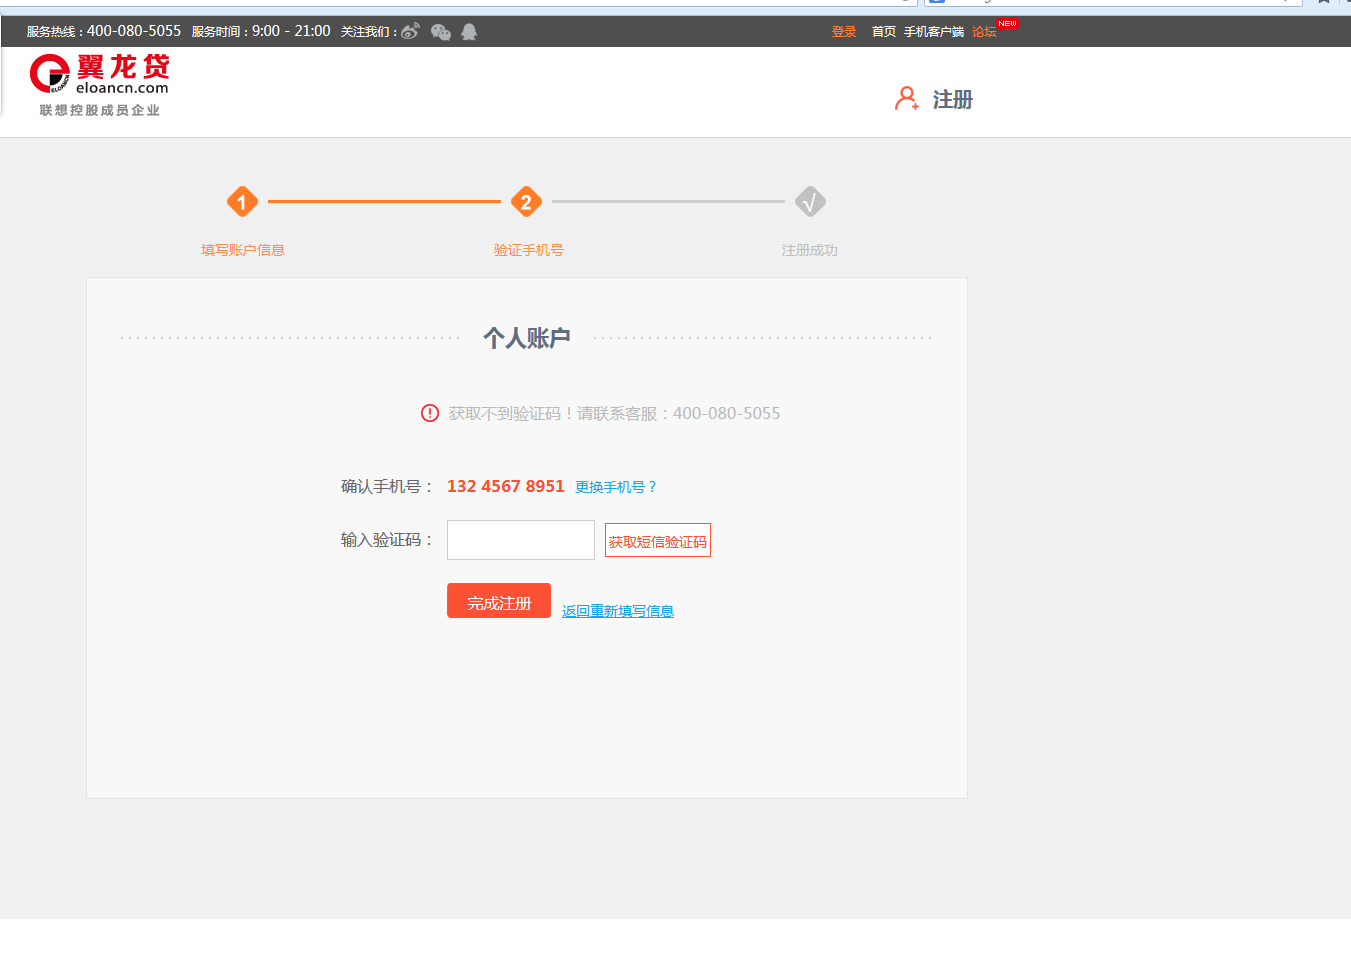 服务热线：400-080-5055 服务时间：9:00 - 21:00 关注我们： 登录 首页 手机客户端 论坛 NEW
翼龙贷
eloancn.com
联想控股成员企业
注册
1 2 √
填写账户信息 验证手机号 注册成功
个人账户
获取不到验证码！请联系客服：400-080-5055
确认手机号： 132 4567 8951 更换手机号？
输入验证码： 获取短信验证码
完成注册 返回重新填写信息